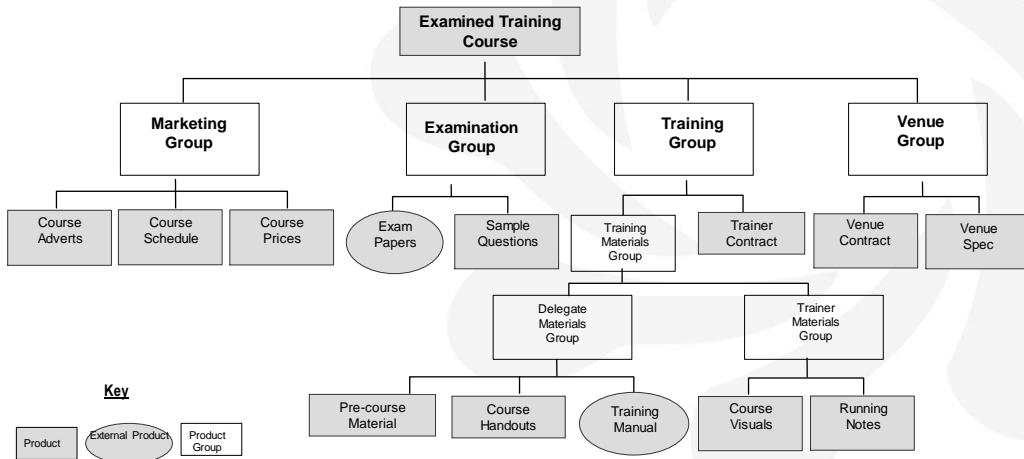 Examined Training
Course
Marketing
Group
Examination
Group
Training
Group
Venue
Group
Course
Adverts
Course
Schedule
Course
Prices
Exam
Papers
Sample
Questions
Training
Materials
Group
Trainer
Contract
Venue
Contract
Venue
Spec
Delegate
Materials
Group
Trainer
Materials
Group
Pre-course
Material
Course
Handouts
Training
Manual
Course
Visuals
Running
Notes
Key
Product
External Product
Product
Group